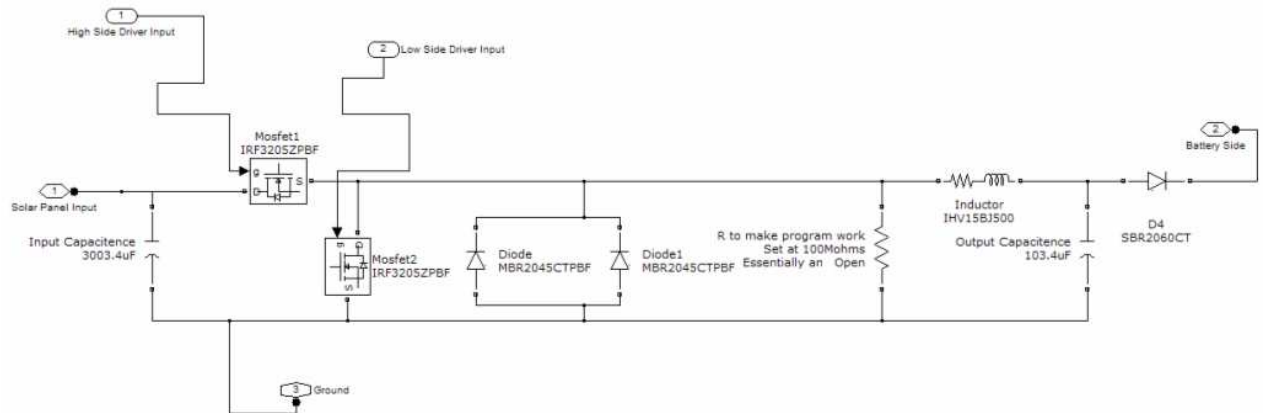 1
High Side Driver Input
2
Low Side Driver Input
Mosfet1
IRF3205ZPBF
g
D
S
1
Solar Panel Input
Input Capacitence
3003.4uF
g
D
S
Mosfet2
IRF3205ZPBF
Diode
MBR2045CTPBF
Diode1
MBR2045CTPBF
R to make program work
Set at 100Mohms
Essentially an Open
Inductor
IHV15BJ500
Output Capacitence
103.4uF
D4
SBR2060CT
2
Battery Side
3
Ground